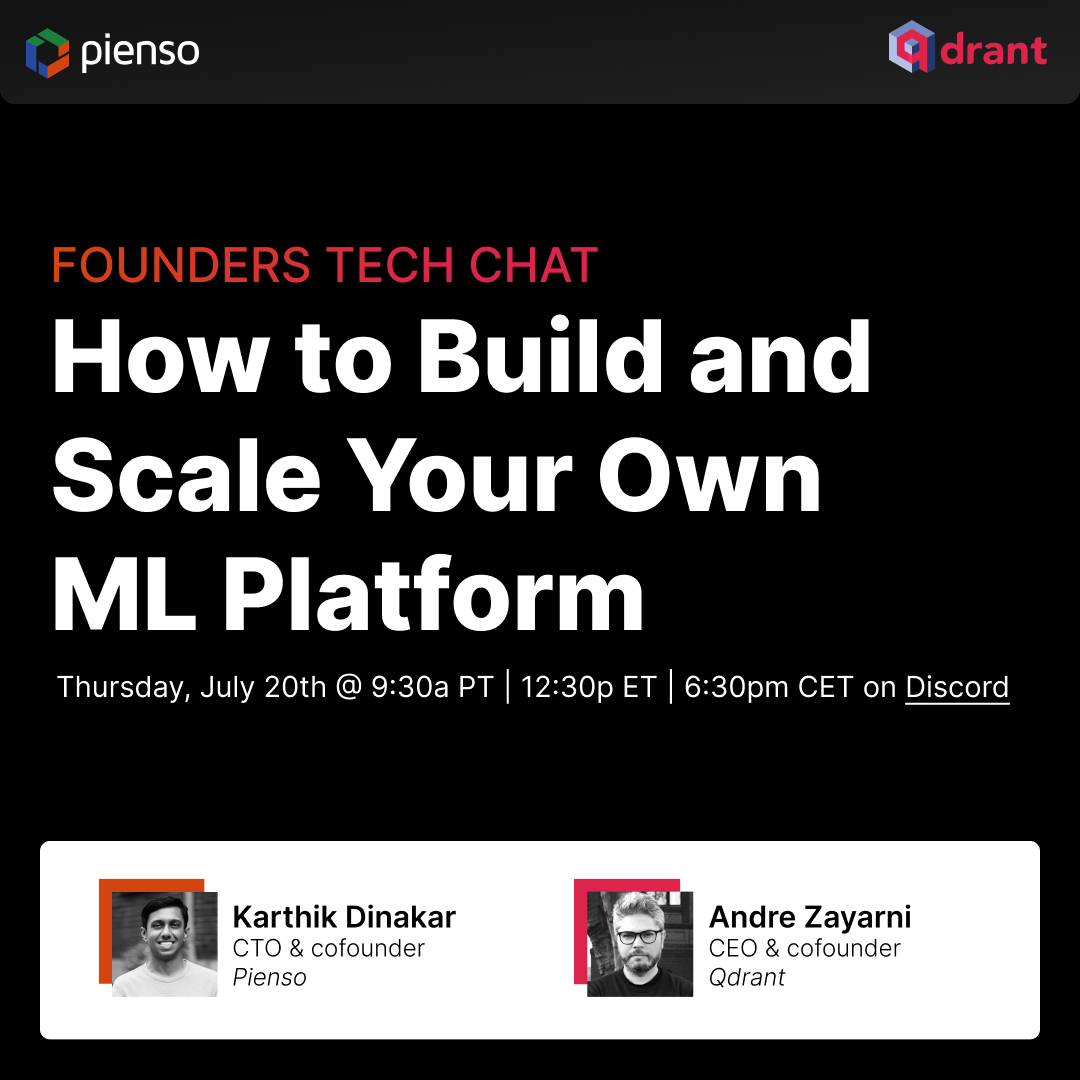 pienso
qdrant
FOUNDERS TECH CHAT
How to Build and
Scale Your Own
ML Platform
Thursday, July 20th @ 9:30a PT | 12:30p ET | 6:30pm CET on Discord
Karthik Dinakar
CTO & cofounder
Pienso
Andre Zayarni
CEO & cofounder
Qdrant